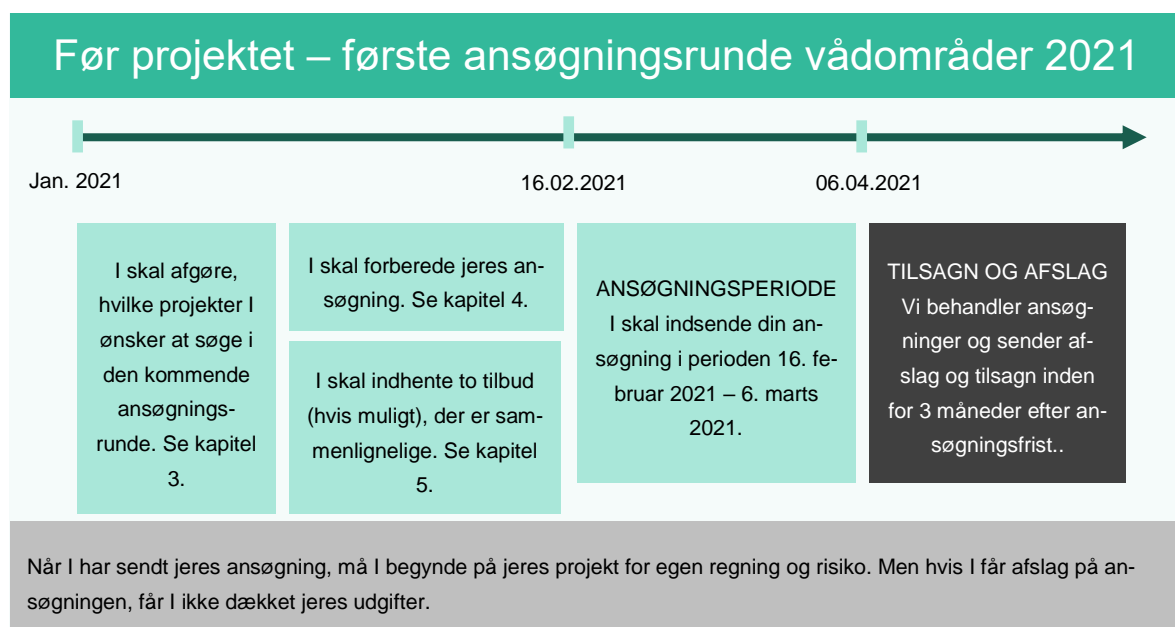 Før projektet – første ansøgningsrunde vådområder 2021
Jan. 2021
16.02.2021
06.04.2021
I skal afgøre,
hvilke projekter I
ønsker at søge i
den kommende
ansøgnings-
runde. Se kapitel
3.
I skal forberede jeres an-
søgning. Se kapitel 4.
I skal indhente to tilbud
(hvis muligt), der er sam-
menlignelige. Se kapitel
5.
ANSØGNINGSPERIODE
I skal indsende din an-
søgning i perioden 16. fe-
bruar 2021 – 6. marts
2021.
TILSAGN OG AFSLAG
Vi behandler ansøg-
ninger og sender af-
slag og tilsagn inden
for 3 måneder efter an-
søgningsfrist..
Når I har sendt jeres ansøgning, må I begynde på jeres projekt for egen regning og risiko. Men hvis I får afslag på an-
søgningen, får I ikke dækket jeres udgifter.